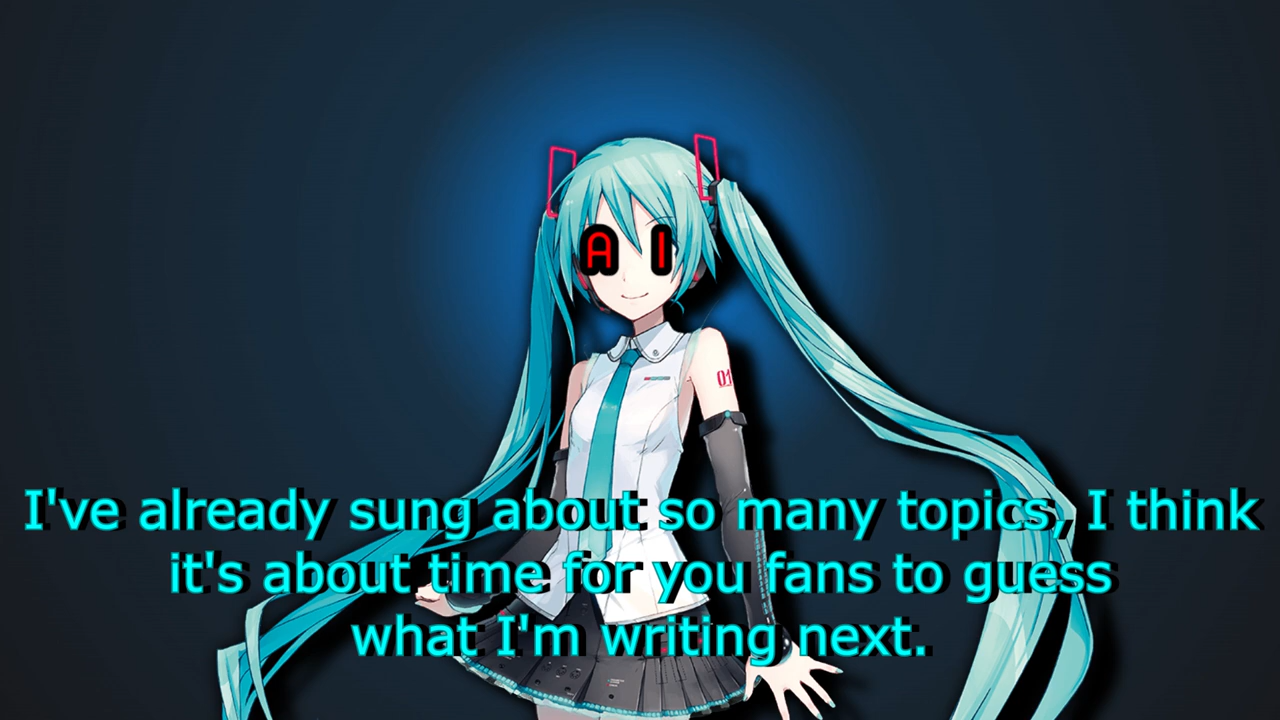 A I
01
I've already sung about so many topics, I think
it's about time for you fans to guess
what I'm writing next.